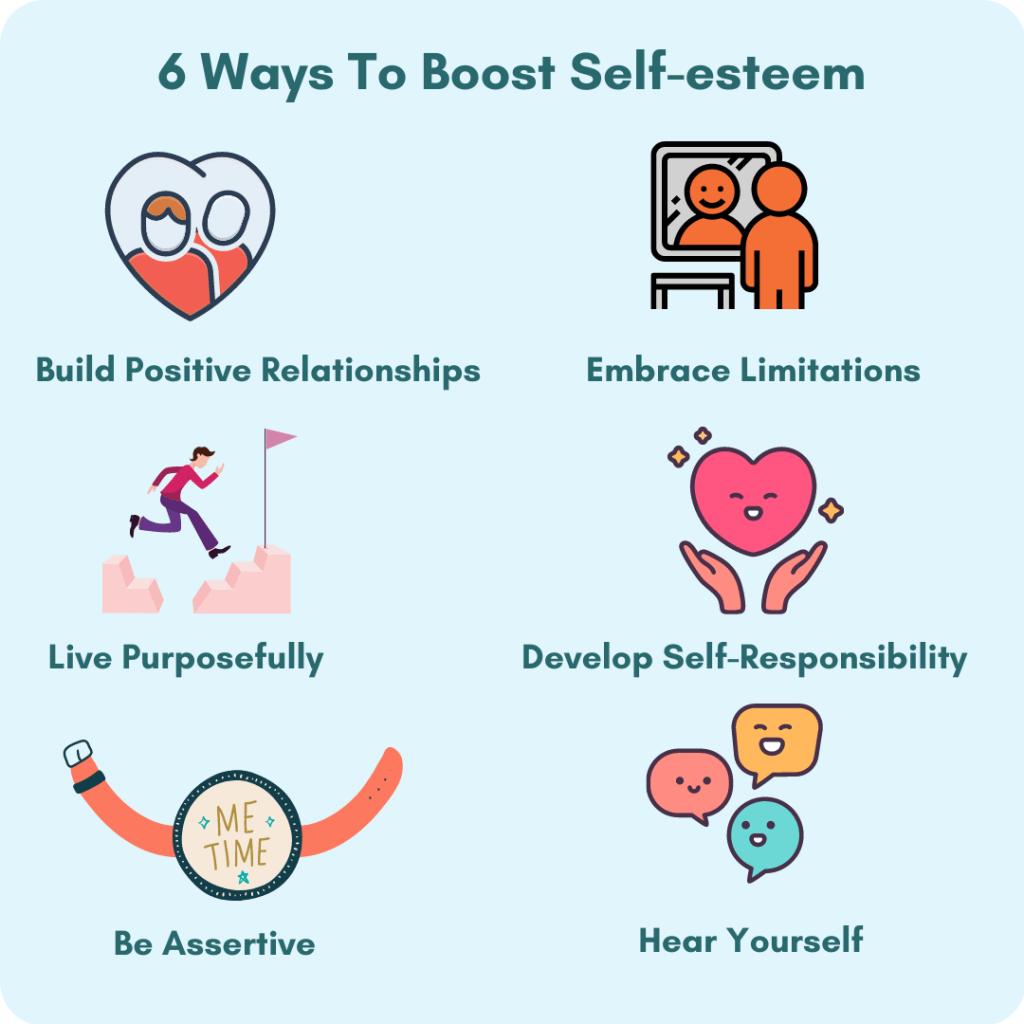 6 Ways To Boost Self-esteem
Build Positive Relationships
Embrace Limitations
Live Purposefully
Develop Self-Responsibility
ME
TIME
Be Assertive
Hear Yourself